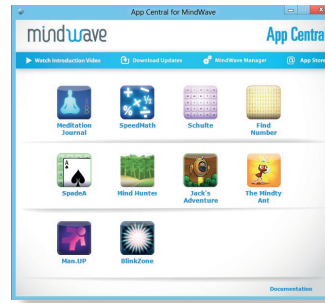 App Central for MindWave
mindwave
App Central
Watch Introduction Video
Download Updates
MindWave Manager
App Store
Meditation
Journal
SpeedMath
Schulte
Find
Number
SpadeA
Mind Hunter
Jack's
Adventure
The Mindty
Ant
Man.UP
BlinkZone
Documentation